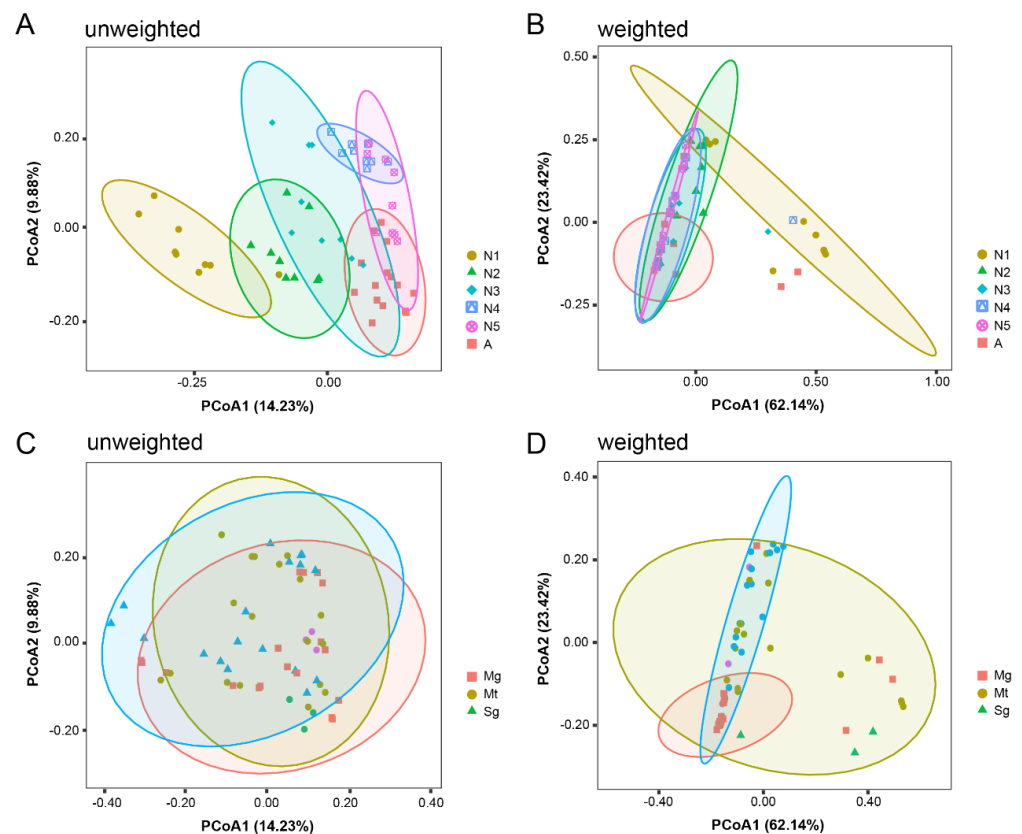 A
unweighted
0.20
0.00
-0.20
PCoA2 (9.88%)
-0.25
0.00
PCoA1 (14.23%)
N1
N2
N3
N4
N5
A
B
weighted
0.50
0.25
0.00
-0.25
PCoA2 (23.42%)
0.00
0.50
1.00
PCoA1 (62.14%)
N1
N2
N3
N4
N5
A
C
unweighted
0.20
0.00
-0.20
PCoA2 (9.88%)
-0.40
-0.20
0.00
0.20
0.40
PCoA1 (14.23%)
Mg
Mt
Sg
D
weighted
0.40
0.20
0.00
-0.20
PCoA2 (23.42%)
-0.40
0.00
0.40
PCoA1 (62.14%)
Mg
Mt
Sg